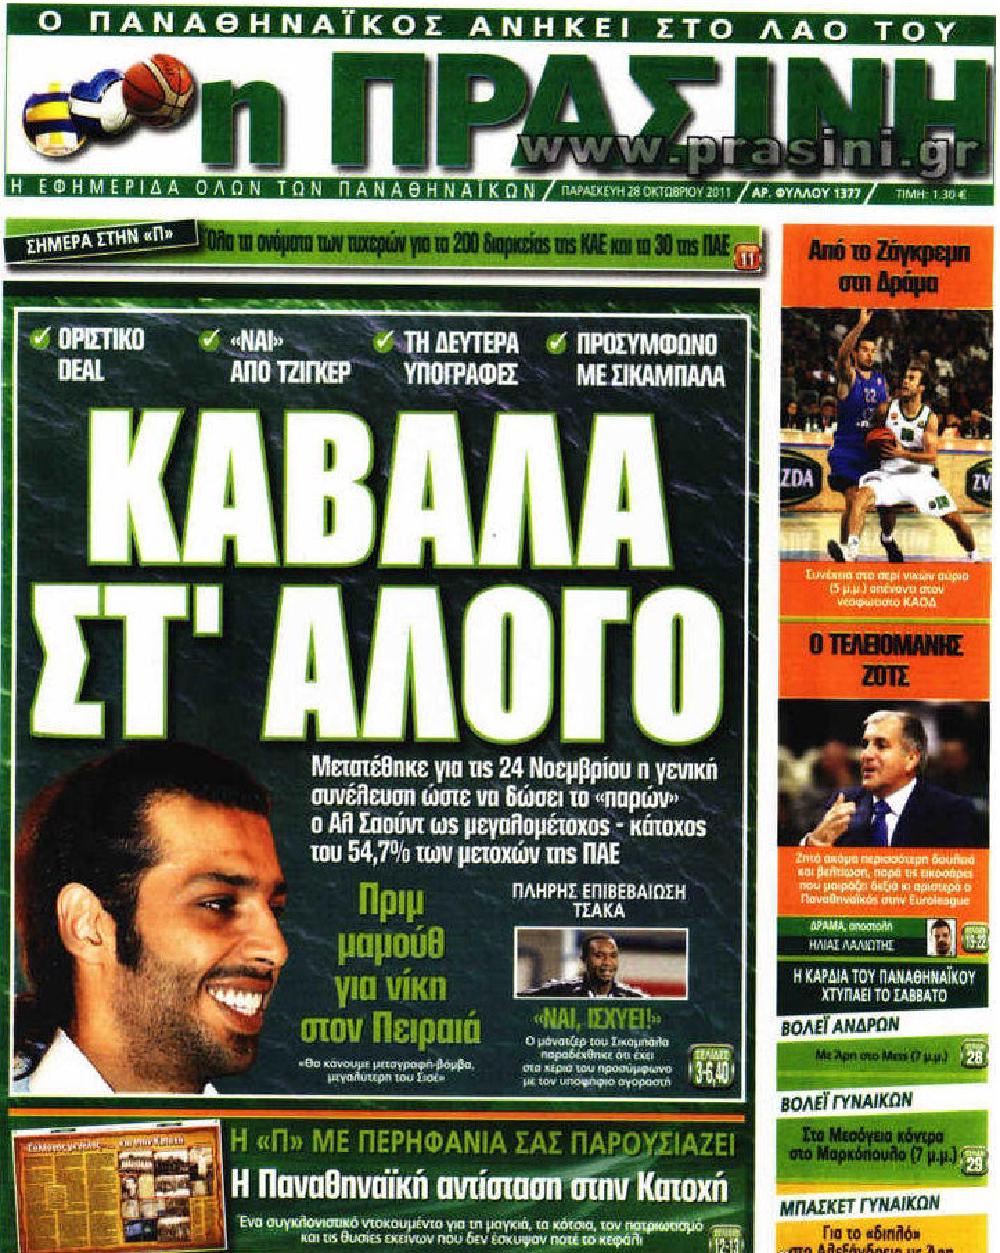 Ο ΠΑΝΑΘΗΝΑΪΚΟΣ ΑΝΗΚΕΙ ΣΤΟ ΛΑΟ ΤΟΥ
η ΠΡΑΣΙΝΗ
www.prasini.gr
Η ΕΦΗΜΕΡΙΔΑ ΟΛΩΝ ΤΩΝ ΠΑΝΑΘΗΝΑΪΚΩΝ / ΠΑΡΑΣΚΕΥΗ 28 ΟΚΤΩΒΡΙΟΥ 2011 / ΑΡ. ΦΥΛΛΟΥ 1377 / ΤΙΜΗ: 1.30 €
ΣΗΜΕΡΑ ΣΤΗΝ «Π»
Όλα τα ονόματα των τυχερών για τα 200 διαρκείας της ΚΑΕ και τα 30 της ΠΑΕ
11
ΟΡΙΣΤΙΚΟ
DEAL
«ΝΑΙ»
ΑΠΟ ΤΖΙΓΚΕΡ
ΤΗ ΔΕΥΤΕΡΑ
ΥΠΟΓΡΑΦΕΣ
ΠΡΟΣΥΜΦΩΝΟ
ΜΕ ΣΙΚΑΜΠΑΛΑ
ΚΑΒΑΛΑ
ΣΤ' ΑΛΟΓΟ
Μετατέθηκε για τις 24 Νοεμβρίου η γενική
συνέλευση ώστε να δώσει το «παρών»
ο Αλ Σαούντ ως μεγαλομέτοχος - κάτοχος
του 54,7% των μετοχών της ΠΑΕ
Πριμ
μαμούθ
για νίκη
στον Πειραιά
«Θα κάνουμε μεταγραφή-βόμβα,
μεγαλύτερη του Σισέ»
ΠΛΗΡΗΣ ΕΠΙΒΕΒΑΙΩΣΗ
ΤΣΑΚΑ
«ΝΑΙ, ΙΣΧΥΕΙ!»
Ο μάνατζερ του Σικαμπάλα
παραδέχθηκε ότι έχει
στα χέρια του προσύμφωνο
με τον υποψήφιο αγοραστή
ΣΕΛΙΔΕΣ
3-6,40
Η «Π» ΜΕ ΠΕΡΗΦΑΝΙΑ ΣΑΣ ΠΑΡΟΥΣΙΑΖΕΙ
Η Παναθηναϊκή αντίσταση στην Κατοχή
Ένα συγκλονιστικό ντοκουμέντο για τη μαγκιά, τα κότσια, τον πατριωτισμό
και τις θυσίες εκείνων που δεν έσκυψαν ποτέ το κεφάλι
12-13
Από το Ζάγκρεμπ
στη Δράμα
22
ZDA
ZV
Συνέχεια στο σερί νικών αύριο
(5 μ.μ.) απέναντι στον
νεοφώτιστο ΚΑΟΔ
Ο ΤΕΛΕΙΟΜΑΝΗΣ
ΖΟΤΣ
Ζητά ακόμα περισσότερη δουλειά
και βελτίωση, παρά τις εικοσάρες
που μοιράζει δεξιά κι αριστερά ο
Παναθηναϊκός στην Euroleague
ΔΡΑΜΑ, αποστολή
ΗΛΙΑΣ ΛΑΛΙΩΤΗΣ
Η ΚΑΡΔΙΑ ΤΟΥ ΠΑΝΑΘΗΝΑΪΚΟΥ
ΧΤΥΠΑΕΙ ΤΟ ΣΑΒΒΑΤΟ
ΒΟΛΕΪ ΑΝΔΡΩΝ
Με Άρη στο Mets (7 μ.μ.)
28
ΒΟΛΕΪ ΓΥΝΑΙΚΩΝ
Στα Μεσόγεια κόντρα
στο Μαρκόπουλο (7 μ.μ.)
29
ΜΠΑΣΚΕΤ ΓΥΝΑΙΚΩΝ
Για το «διπλό»